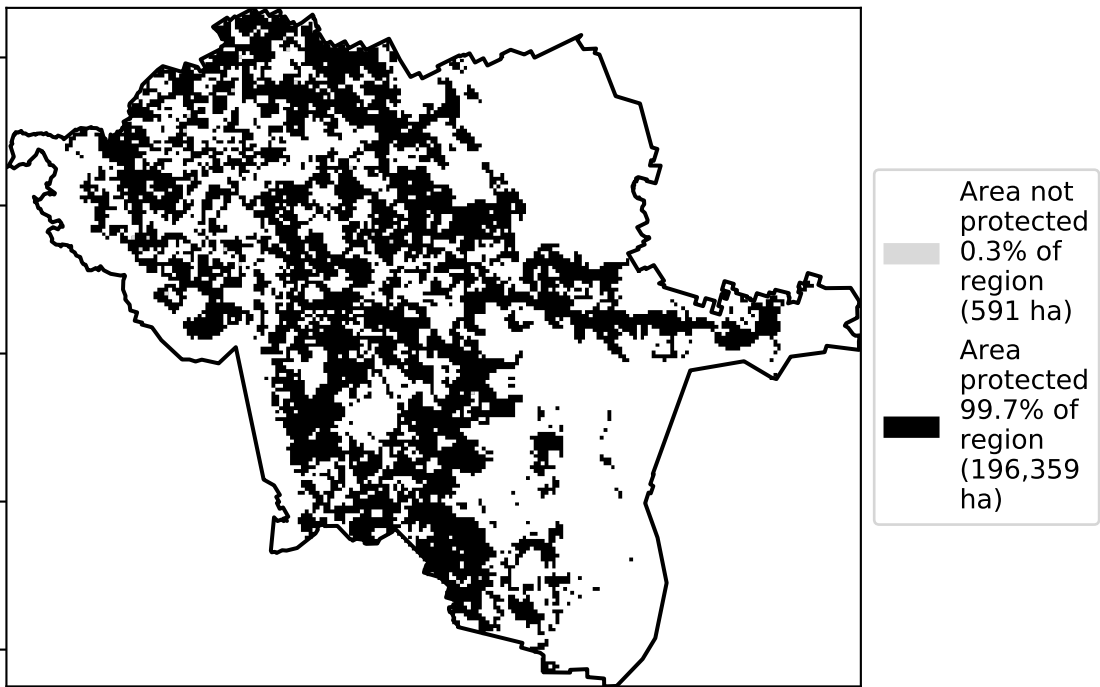 Area not
protected
0.3% of
region
(591 ha)
Area
protected
99.7% of
region
(196,359
ha)